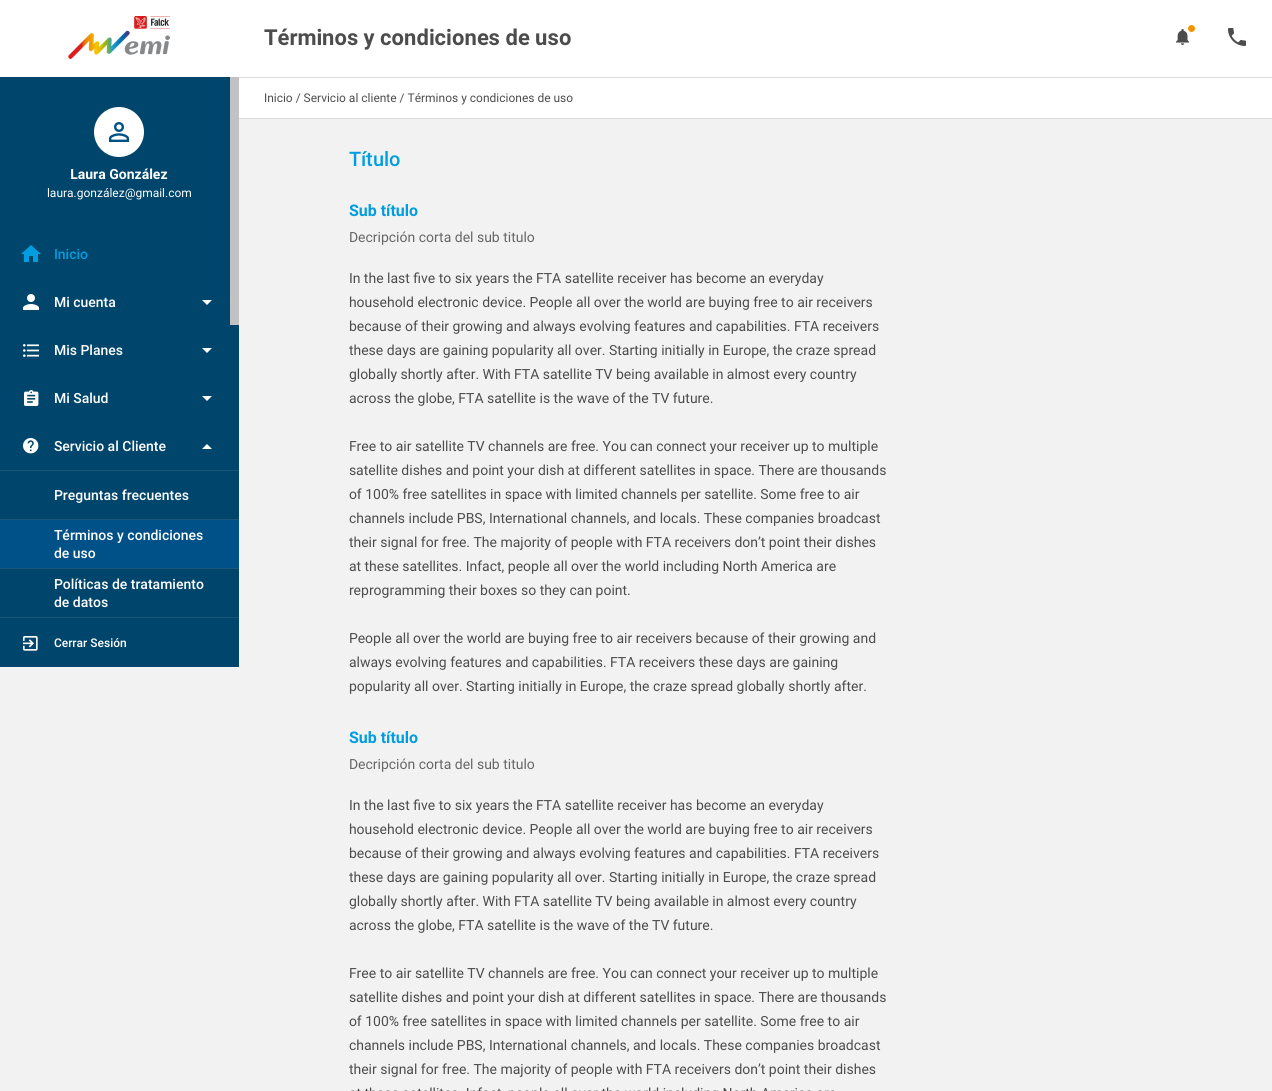 Falck
emi
Términos y condiciones de uso
Inicio / Servicio al cliente / Términos y condiciones de uso
Laura González
laura.gonzález@gmail.com
Inicio
Mi cuenta
Mis Planes
Mi Salud
Servicio al Cliente
Preguntas frecuentes
Términos y condiciones
de uso
Políticas de tratamiento
de datos
Cerrar Sesión
Título
Sub título
Decripción corta del sub titulo
In the last five to six years the FTA satellite receiver has become an everyday
household electronic device. People all over the world are buying free to air receivers
because of their growing and always evolving features and capabilities. FTA receivers
these days are gaining popularity all over. Starting initially in Europe, the craze spread
globally shortly after. With FTA satellite TV being available in almost every country
across the globe, FTA satellite is the wave of the TV future.
Free to air satellite TV channels are free. You can connect your receiver up to multiple
satellite dishes and point your dish at different satellites in space. There are thousands
of 100% free satellites in space with limited channels per satellite. Some free to air
channels include PBS, International channels, and locals. These companies broadcast
their signal for free. The majority of people with FTA receivers don’t point their dishes
at these satellites. Infact, people all over the world including North America are
reprogramming their boxes so they can point.
People all over the world are buying free to air receivers because of their growing and
always evolving features and capabilities. FTA receivers these days are gaining
popularity all over. Starting initially in Europe, the craze spread globally shortly after.
Sub título
Decripción corta del sub titulo
In the last five to six years the FTA satellite receiver has become an everyday
household electronic device. People all over the world are buying free to air receivers
because of their growing and always evolving features and capabilities. FTA receivers
these days are gaining popularity all over. Starting initially in Europe, the craze spread
globally shortly after. With FTA satellite TV being available in almost every country
across the globe, FTA satellite is the wave of the TV future.
Free to air satellite TV channels are free. You can connect your receiver up to multiple
satellite dishes and point your dish at different satellites in space. There are thousands
of 100% free satellites in space with limited channels per satellite. Some free to air
channels include PBS, International channels, and locals. These companies broadcast
their signal for free. The majority of people with FTA receivers don’t point their dishes
at these satellites. Infact, people all over the world including North America are